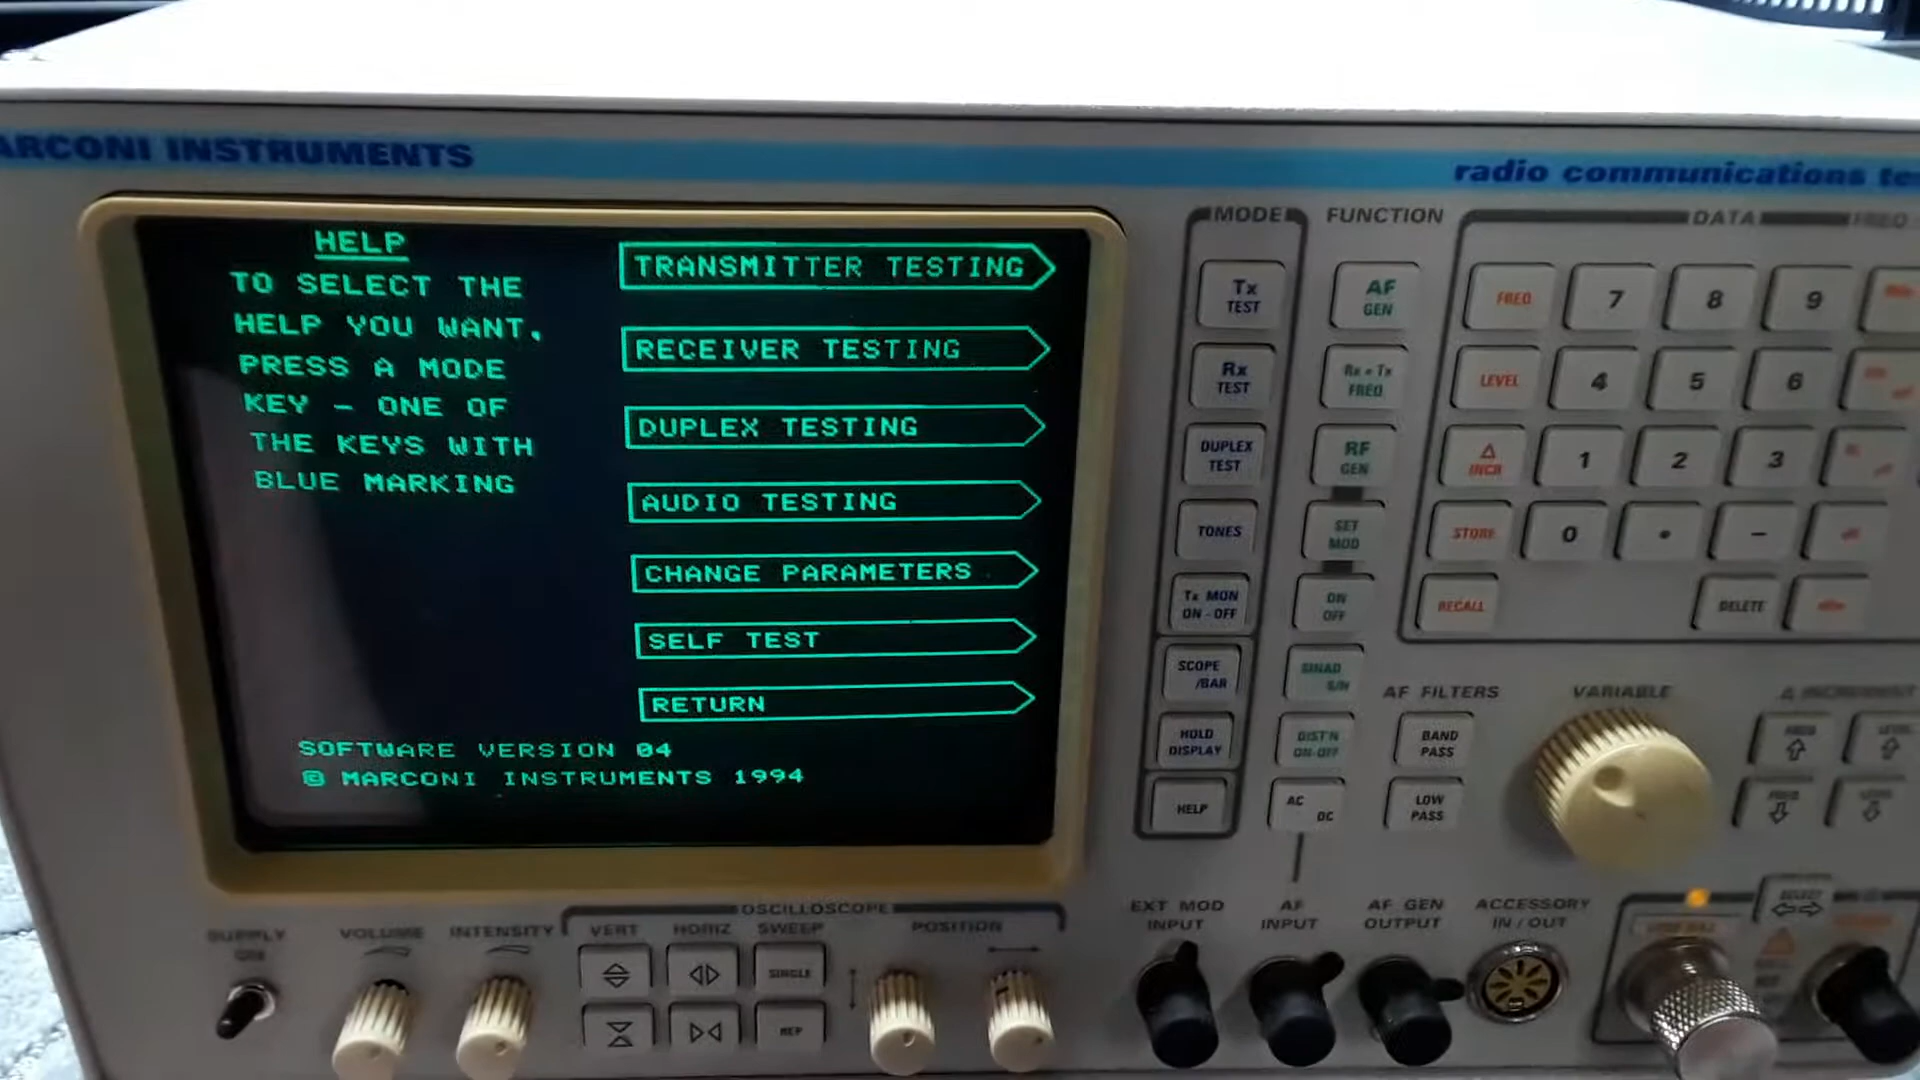 ARCONI INSTRUMENTS
radio communications te
HELP
TO SELECT THE
HELP YOU WANT,
PRESS A MODE
KEY – ONE OF
THE KEYS WITH
BLUE MARKING
TRANSMITTER TESTING
RECEIVER TESTING
DUPLEX TESTING
AUDIO TESTING
CHANGE PARAMETERS
SELF TEST
RETURN
SOFTWARE VERSION 04
© MARCONI INSTRUMENTS 1994
MODE
Tx
TEST
Rx
TEST
DUPLEX
TEST
TONES
Tx MON
ON - OFF
SCOPE
/BAR
HOLD
DISPLAY
HELP
FUNCTION
AF
GEN
Rx = Tx
FREQ
RF
GEN
SET
MOD
ON
OFF
SINAD
S/N
DIST'N
ON-OFF
AC
DC
DATA
FREQ
FREQ 7 8 9
LEVEL 4 5 6
Δ
INCR
1 2 3
STORE 0 . –
RECALL
DELETE
AF FILTERS
BAND
PASS
LOW
PASS
VARIABLE
Δ INCREMENT
FREQ
LEVEL
FREQ
LEVEL
SUPPLY
ON
VOLUME
INTENSITY
OSCILLOSCOPE
VERT
HORIZ
SWEEP
POSITION
SINGLE
REP
EXT MOD
INPUT
AF
INPUT
AF GEN
OUTPUT
ACCESSORY
IN / OUT
SELECT